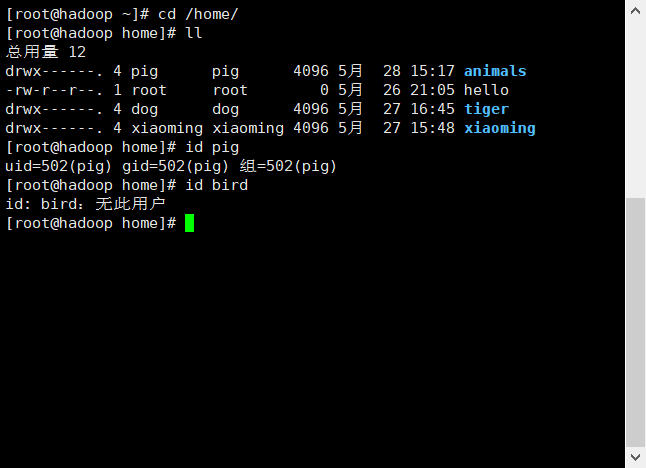 [root@hadoop ~]# cd /home/
[root@hadoop home]# ll
总用量 12
drwx------. 4 pig      pig      4096 5月  28 15:17 animals
-rw-r--r--. 1 root     root        0 5月  26 21:05 hello
drwx------. 4 dog      dog      4096 5月  27 16:45 tiger
drwx------. 4 xiaoming xiaoming 4096 5月  27 15:48 xiaoming
[root@hadoop home]# id pig
uid=502(pig) gid=502(pig) 组=502(pig)
[root@hadoop home]# id bird
id: bird：无此用户
[root@hadoop home]#